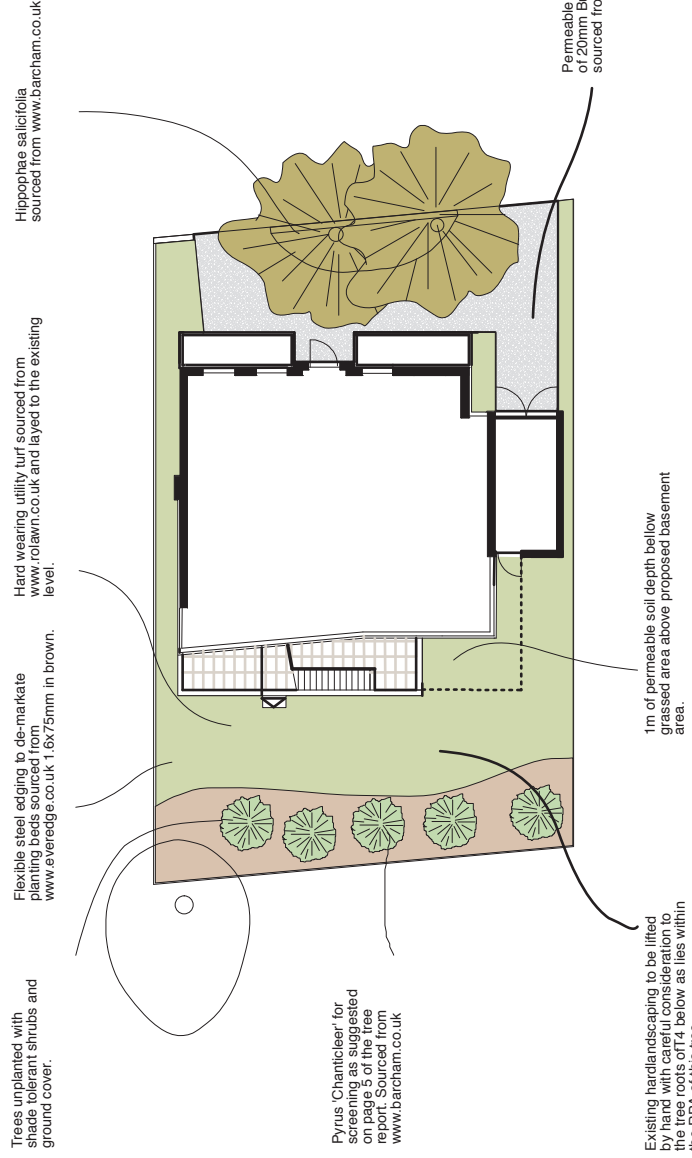 Hippophae salicifolia
sourced from www.barcham.co.uk
Permeable
of 20mm
sourced
Hard wearing utility turf sourced from
www.rolawn.co.uk and layed to the existing
level.
Flexible steel edging to de-markate
planting beds sourced from
www.everedge.co.uk 1.6x75mm in brown.
1m of permeable soil depth bellow
grassed area above proposed basement
area.
Trees unplanted with
shade tolerant shrubs and
ground cover.
Pyrus 'Chanticleer' for
screening as suggested
on page 5 of the tree
report. Sourced from
www.barcham.co.uk
Existing hardlandscaping to be lifted
by hand with careful consideration to
the tree roots ofT4 below as lies within